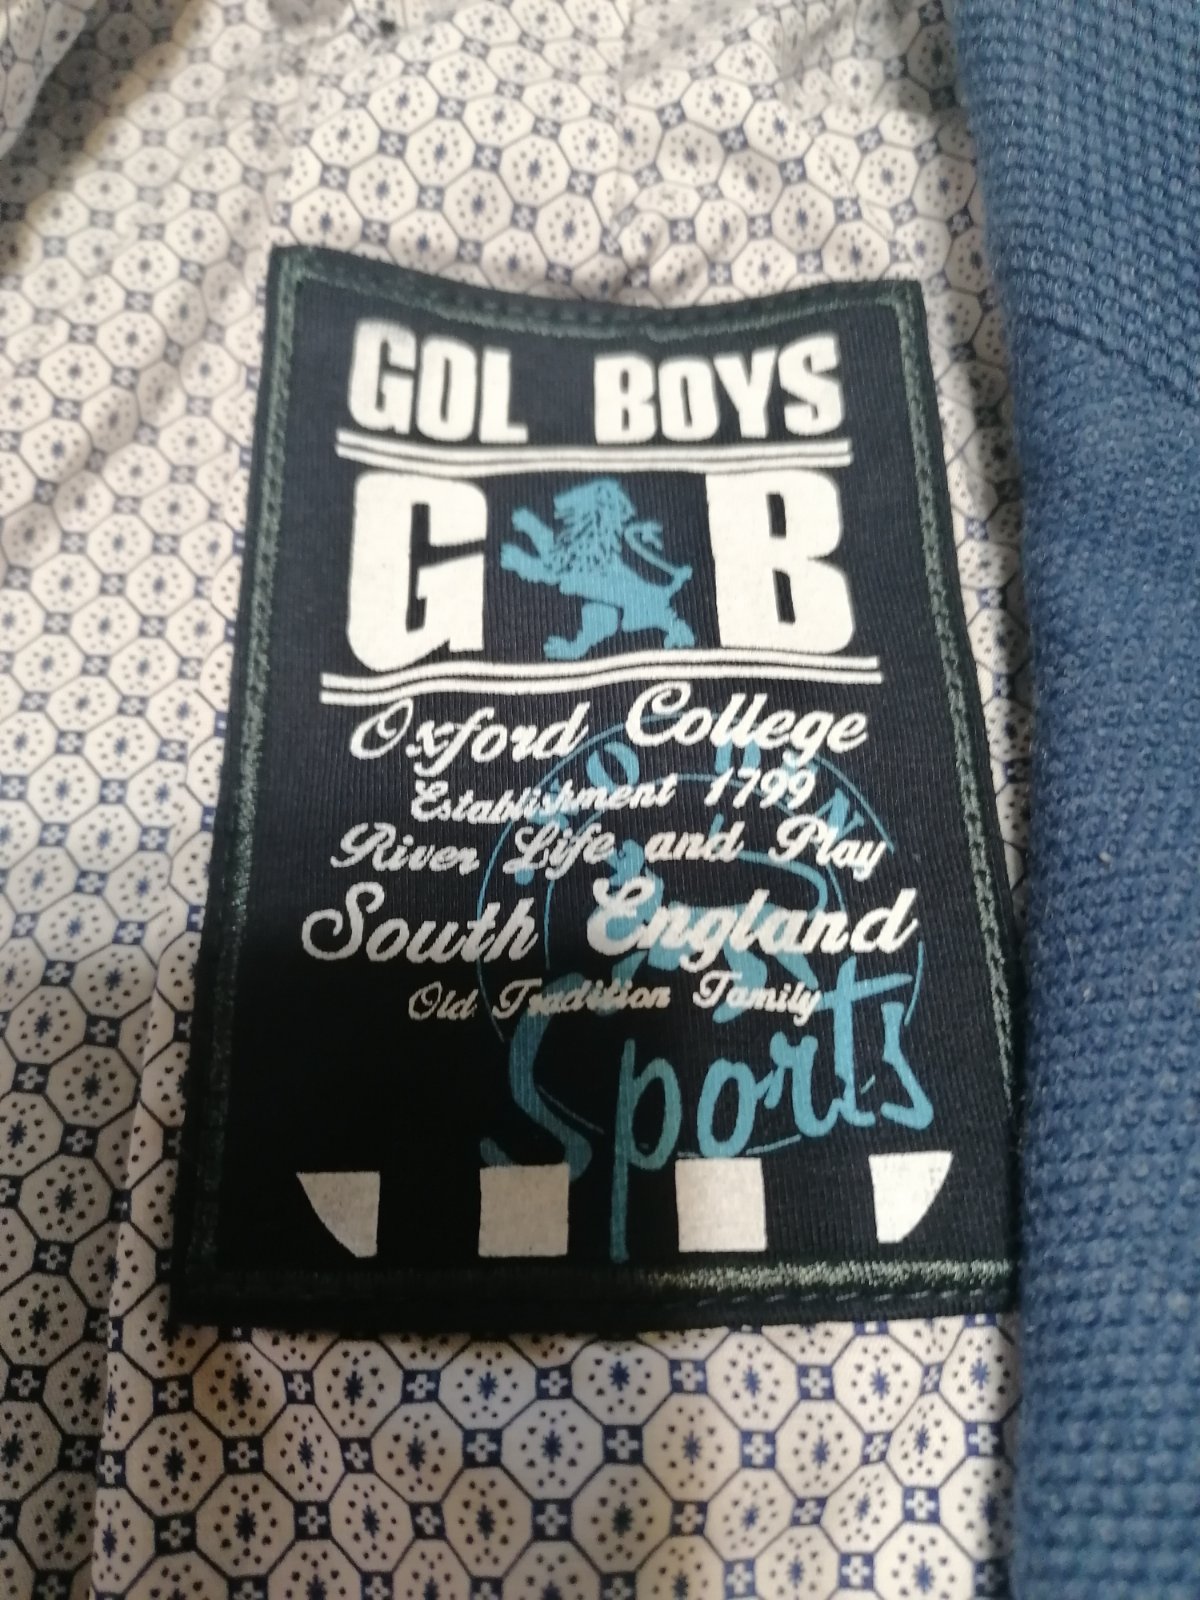 GOL BOYS
G B
Oxford College
Establishment 1799
River Life and Play
South England
Old Tradition Family
Sports